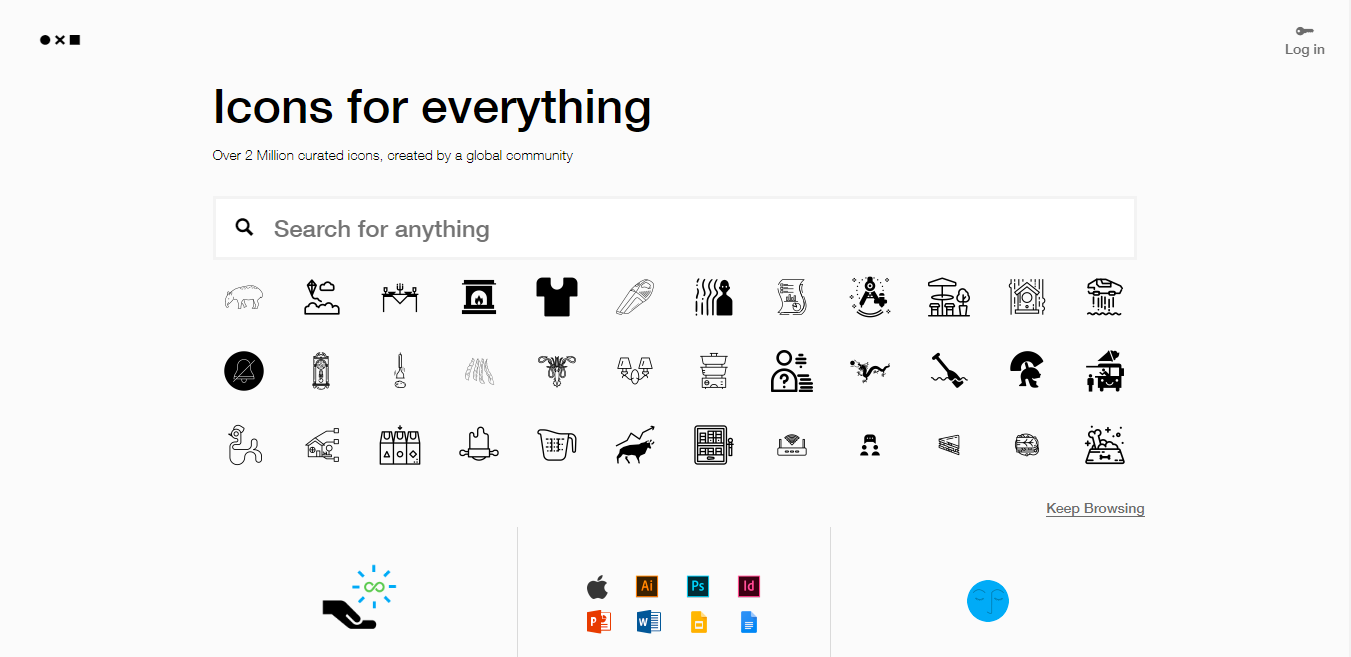 Log in
Icons for everything
Over 2 Million curated icons, created by a global community
Search for anything
Keep Browsing
Ai Ps Id
P W